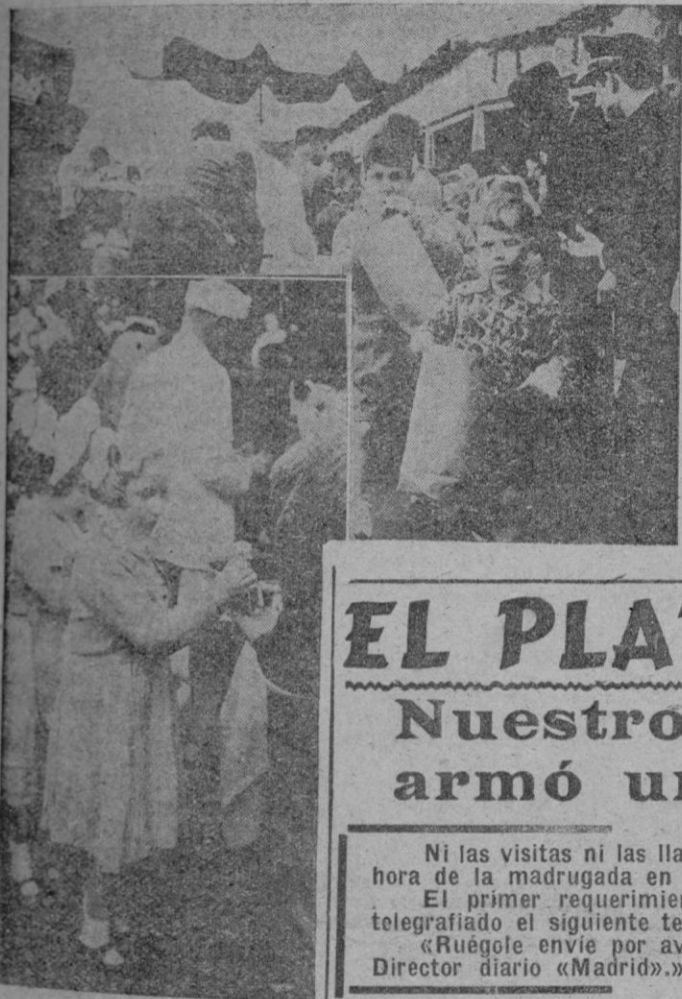 EL PLA
Nuestro
armó un
Ni las visitas ni las lla
hora de la madrugada en
El primer requerimie
telegrafiado el siguiente te
«Ruégole envíe por av
Director diario «Madrid».»